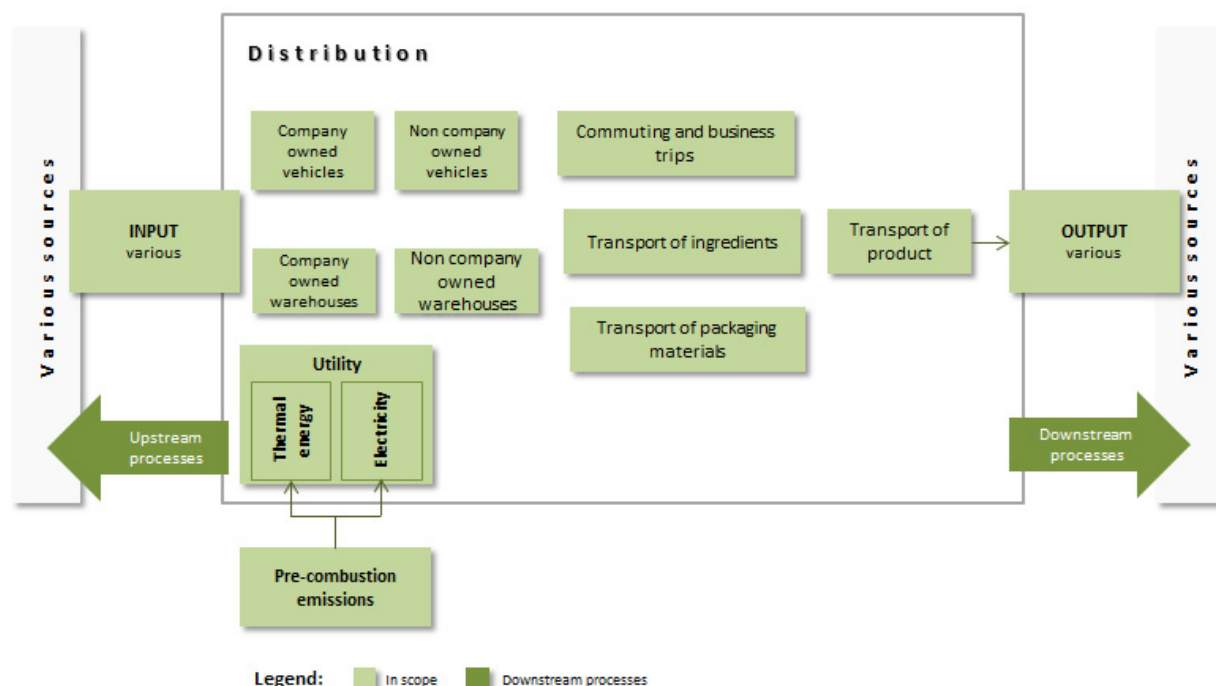 Distribution
Various sources
INPUT
various
Company
owned
vehicles
Non company
owned
vehicles
Commuting and business
trips
Company
owned
warehouses
Non company
owned
warehouses
Transport of ingredients
Transport of
product
OUTPUT
various
Various sources
Transport of packaging
materials
Utility
Thermal
energy
Electricity
Upstream
processes
Downstream
processes
Pre-combustion
emissions
Legend:
In scope
Downstream processes